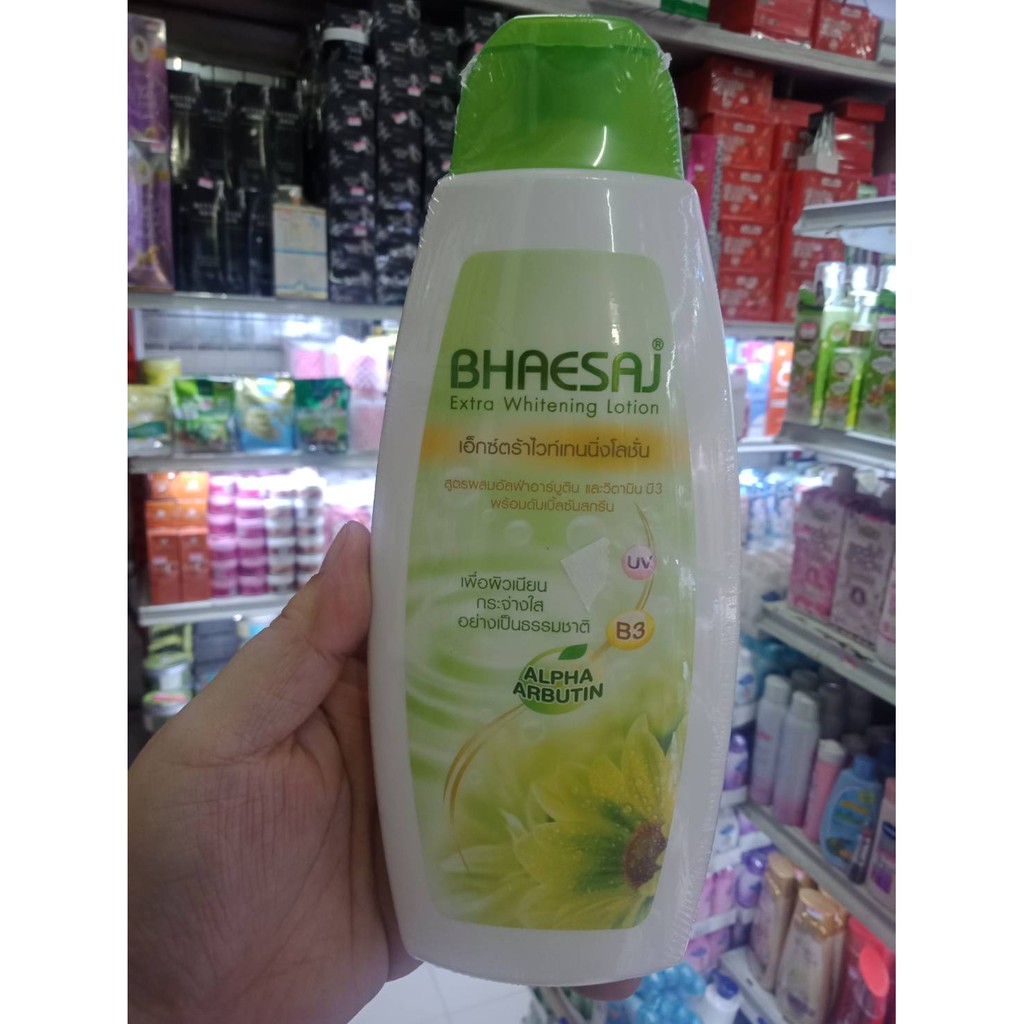 BHAESAJ®
Extra Whitening Lotion
เอ็กซ์ตร้าไวท์เทนนิ่งโลชั่น
สูตรผสมอัลฟ่าอาร์บูติน และวิตามิน บี3
พร้อมดับเบิ้ลซันสกรีน
UV
เพื่อผิวเนียน
กระจ่างใส
อย่างเป็นธรรมชาติ
B3
ALPHA
ARBUTIN